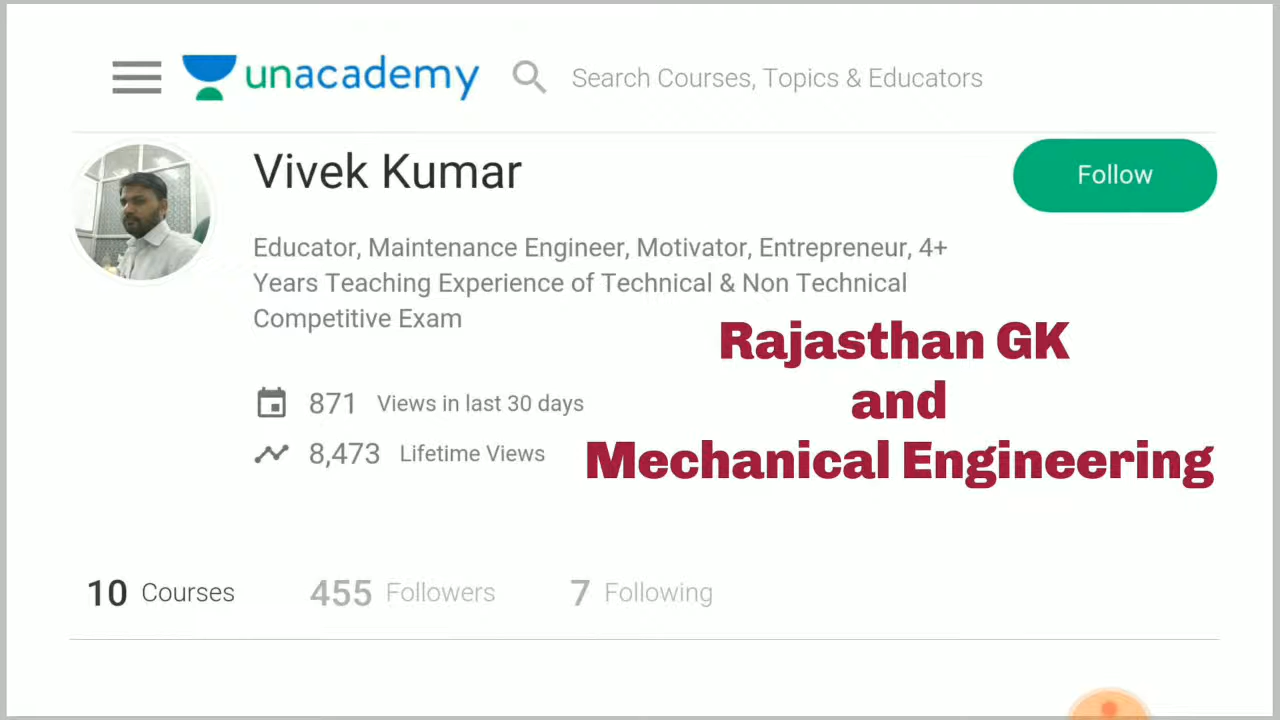 unacademy
Search Courses, Topics & Educators
Vivek Kumar
Follow
Educator, Maintenance Engineer, Motivator, Entrepreneur, 4+
Years Teaching Experience of Technical & Non Technical
Competitive Exam
871 Views in last 30 days
8,473 Lifetime Views
Rajasthan GK
and
Mechanical Engineering
10 Courses
455 Followers
7 Following